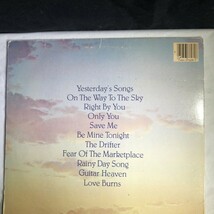 Yesterday's Songs
On The Way To The Sky
Right By You
Only You
Save Me
Be Mine Tonight
The Drifter
Fear Of The Marketplace
Rainy Day Song
Guitar Heaven
Love Burns